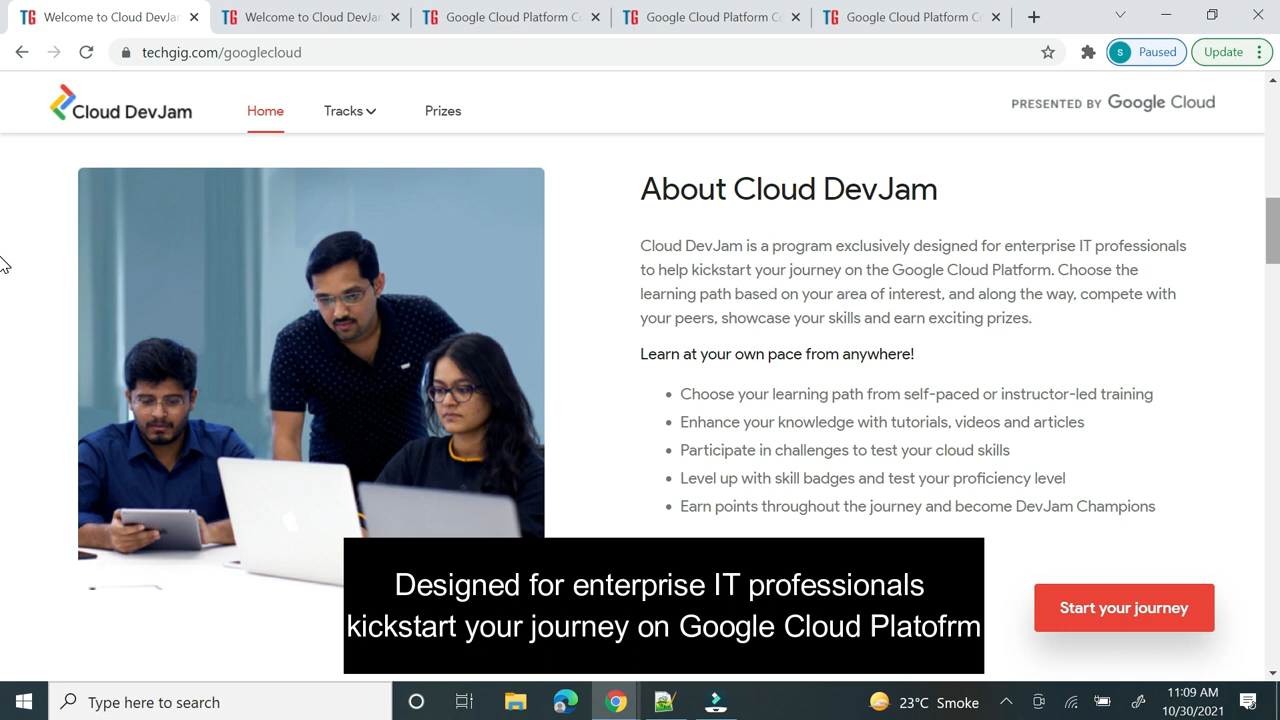 TG Welcome to Cloud DevJa
TG Welcome to Cloud DevJa
TG Google Cloud Platform C
TG Google Cloud Platform C
TG Google Cloud Platform C
techgig.com/googlecloud
s Paused
Update
Cloud DevJam
Home
Tracks
Prizes
PRESENTED BY Google Cloud
About Cloud DevJam
Cloud DevJam is a program exclusively designed for enterprise IT professionals
to help kickstart your journey on the Google Cloud Platform. Choose the
learning path based on your area of interest, and along the way, compete with
your peers, showcase your skills and earn exciting prizes.
Learn at your own pace from anywhere!
• Choose your learning path from self-paced or instructor-led training
• Enhance your knowledge with tutorials, videos and articles
• Participate in challenges to test your cloud skills
• Level up with skill badges and test your proficiency level
• Earn points throughout the journey and become DevJam Champions
Designed for enterprise IT professionals
kickstart your journey on Google Cloud Platofrm
Start your journey
Type here to search
23°C Smoke
11:09 AM
10/30/2021